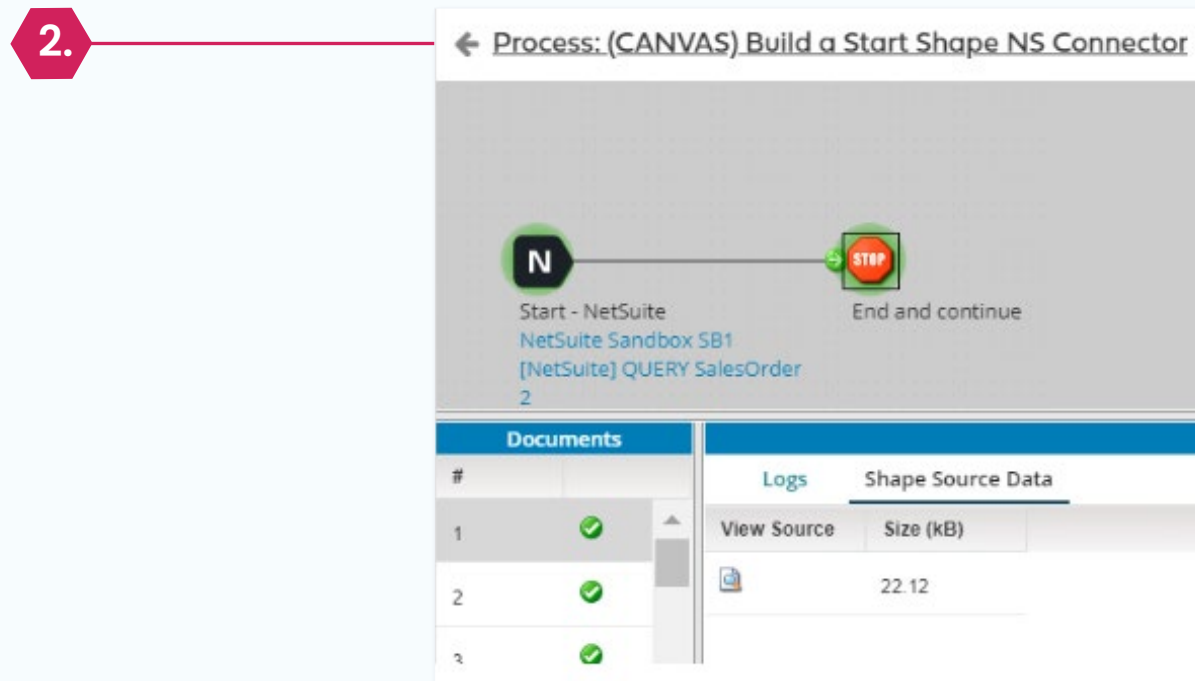 2.
Process: (CANVAS) Build a Start Shape NS Connector
N
STOP
Start - NetSuite
End and continue
NetSuite Sandbox SB1
[NetSuite] QUERY SalesOrder
2
Documents
#
Logs
Shape Source Data
1
View Source
Size (kB)
2
22.12
3